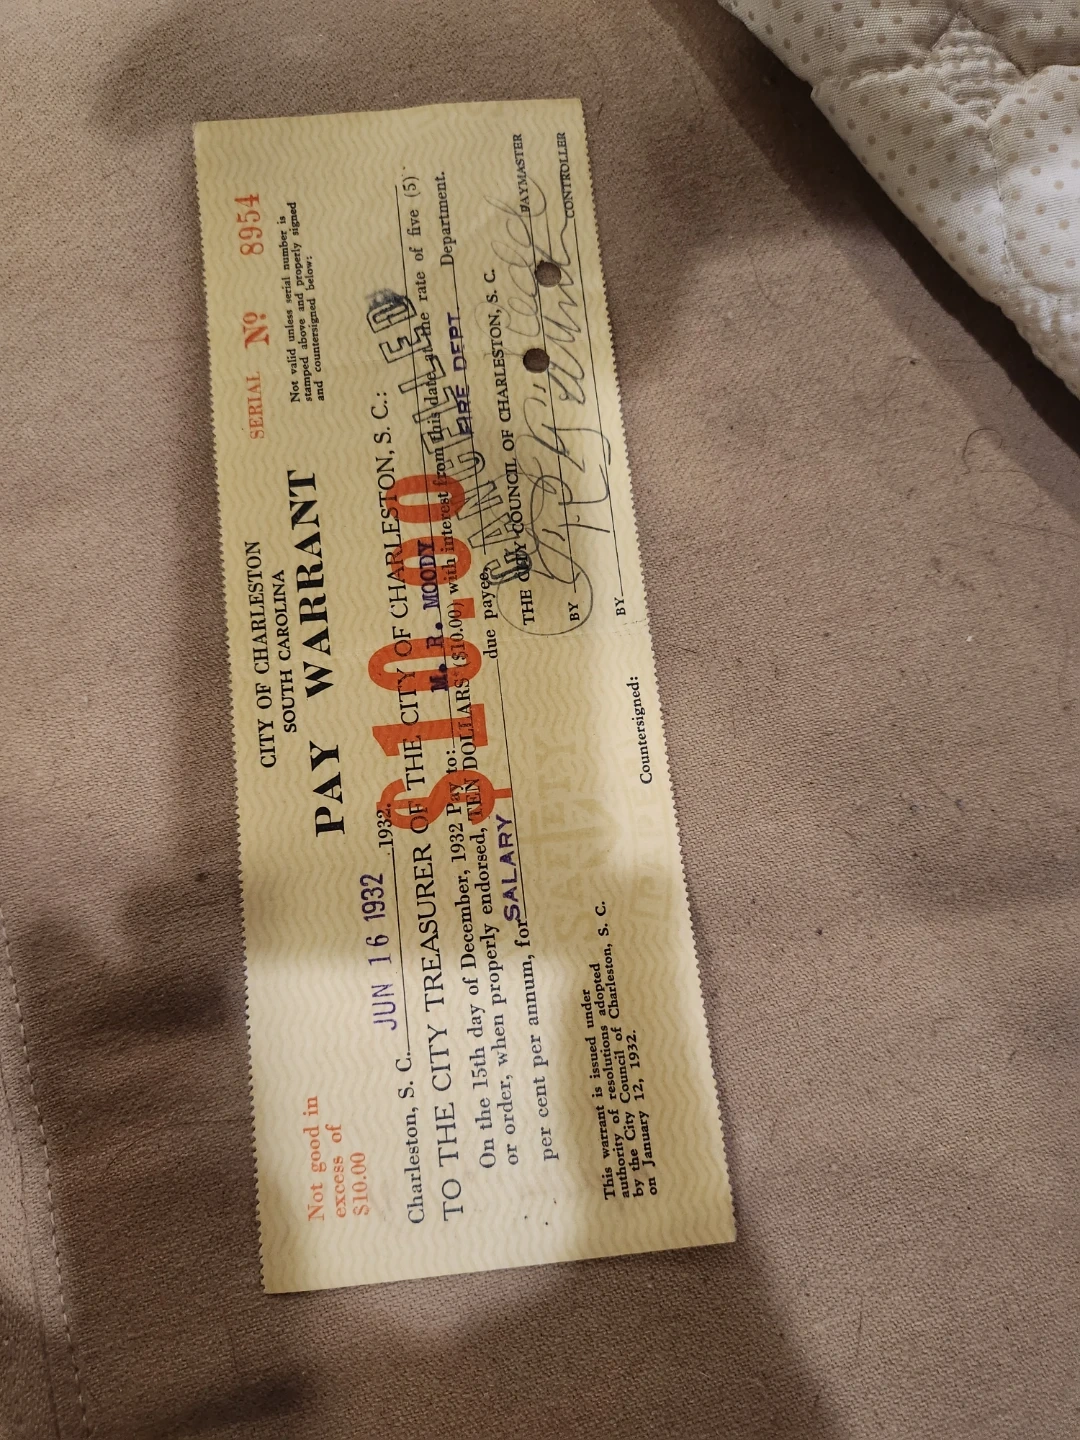 CITY OF CHARLESTON
SOUTH CAROLINA
PAY WARRANT
SERIAL Nº 8954
Not valid unless serial number is
stamped above and properly signed
and countersigned below:
Not good in
excess of
$10.00
Charleston, S. C. JUN 16 1932 1932.
$10.00
TO THE CITY TREASURER OF THE CITY OF CHARLESTON, S. C.:
On the 15th day of December, 1932 Pay to: M. R. MOODY
or order, when properly endorsed, TEN DOLLARS ($10.00) with interest from this date at the rate of five (5)
per cent per annum, for SALARY due payee, FIRE DEPT Department.
CANCELLED
THE CITY COUNCIL OF CHARLESTON, S. C.
BY PAYMASTER
This warrant is issued under
authority of resolutions adopted
by the City Council of Charleston, S. C.
on January 12, 1932.
Countersigned:
BY CONTROLLER
SAFETY